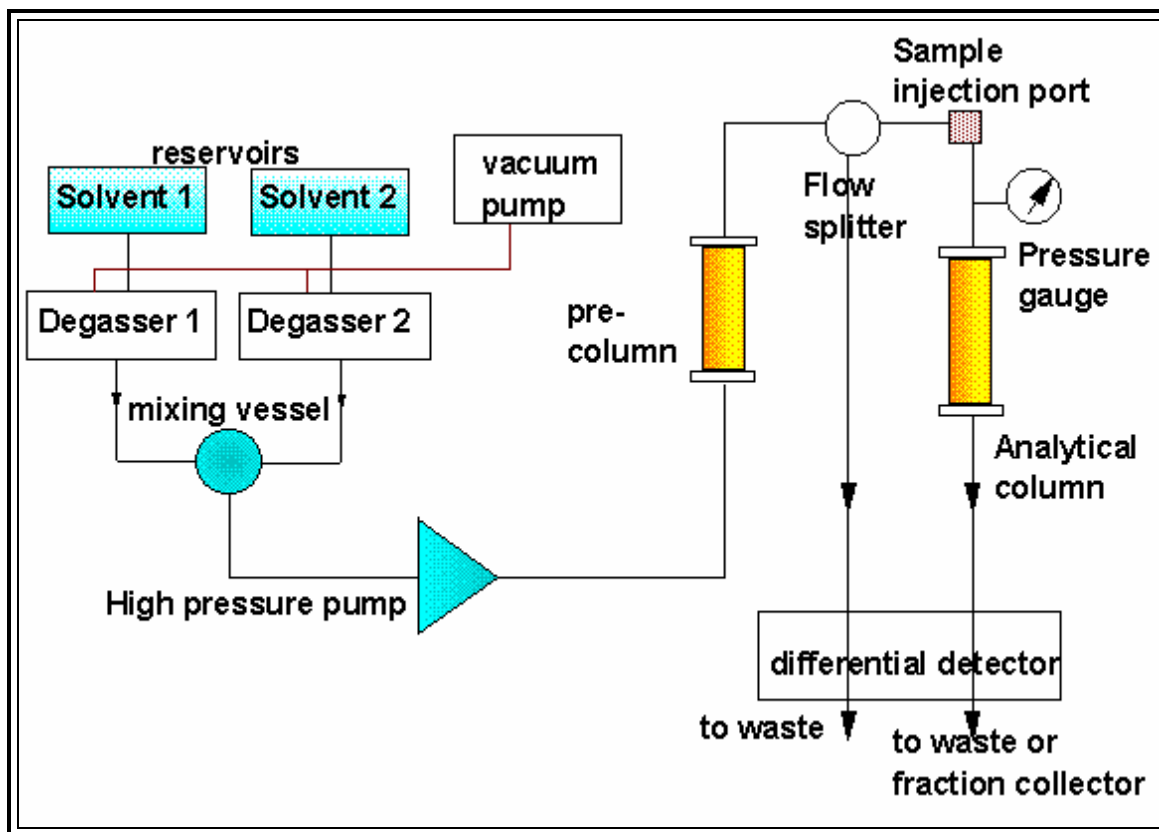 Sample
injection port
reservoirs
vacuum
pump
Solvent 1
Solvent 2
Flow
splitter
Pressure
gauge
Degasser 1
Degasser 2
pre-
column
mixing vessel
Analytical
column
High pressure pump
differential detector
to waste
to waste or
fraction collector